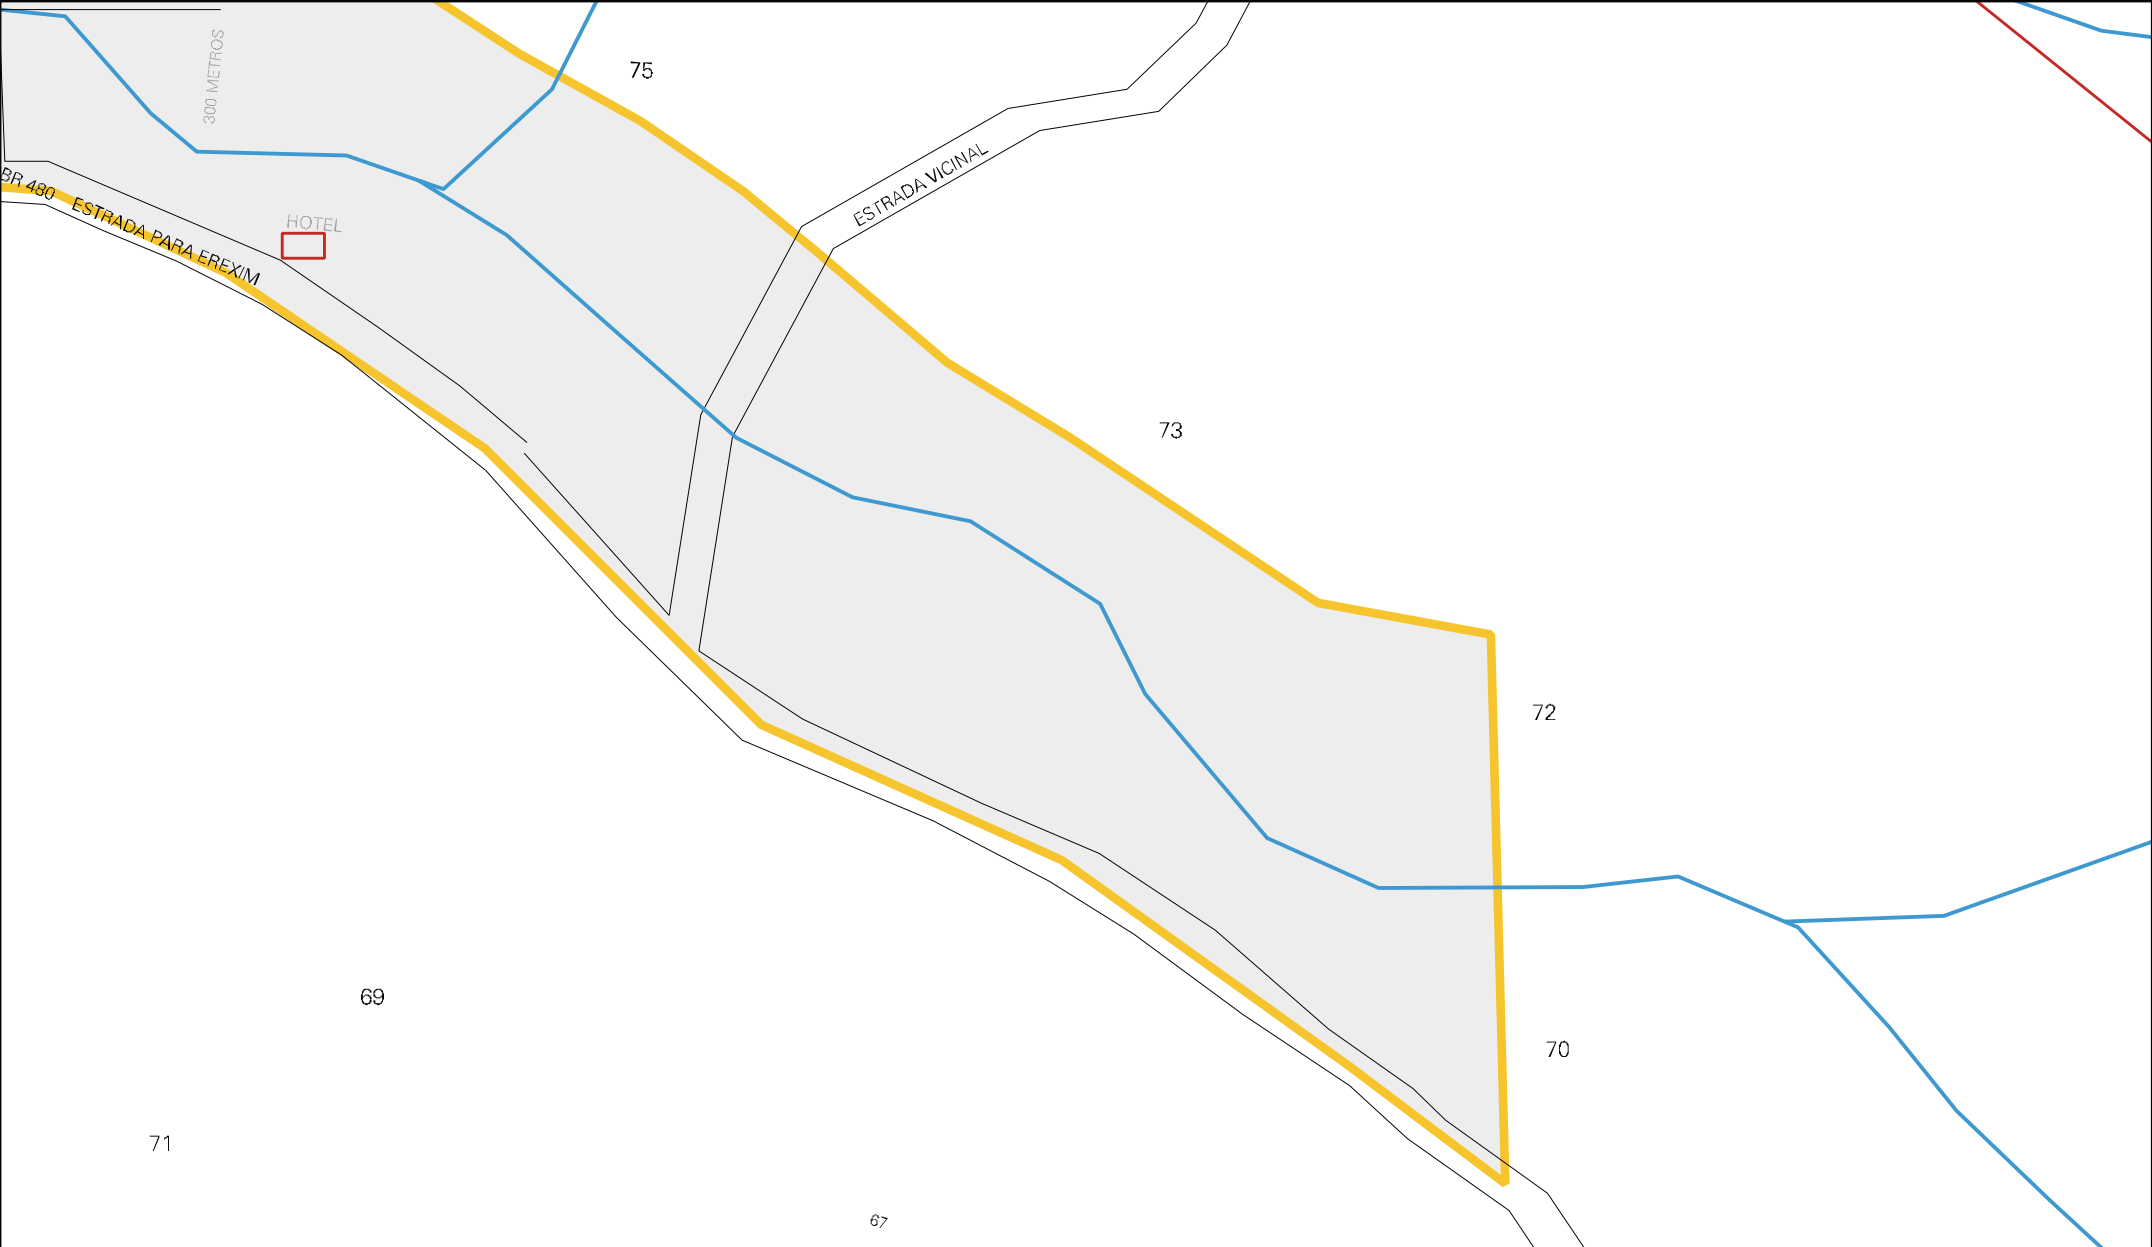 300 METROS
75
ESTRADA VICINAL
BR 480
ESTRADA PARA EREXIM
HOTEL
73
72
69
70
71
67